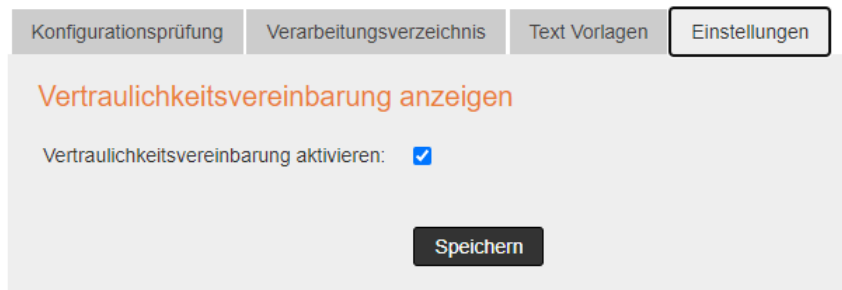 Konfigurationsprüfung Verarbeitungsverzeichnis Text Vorlagen Einstellungen
Vertraulichkeitsvereinbarung anzeigen
Vertraulichkeitsvereinbarung aktivieren:
Speichern